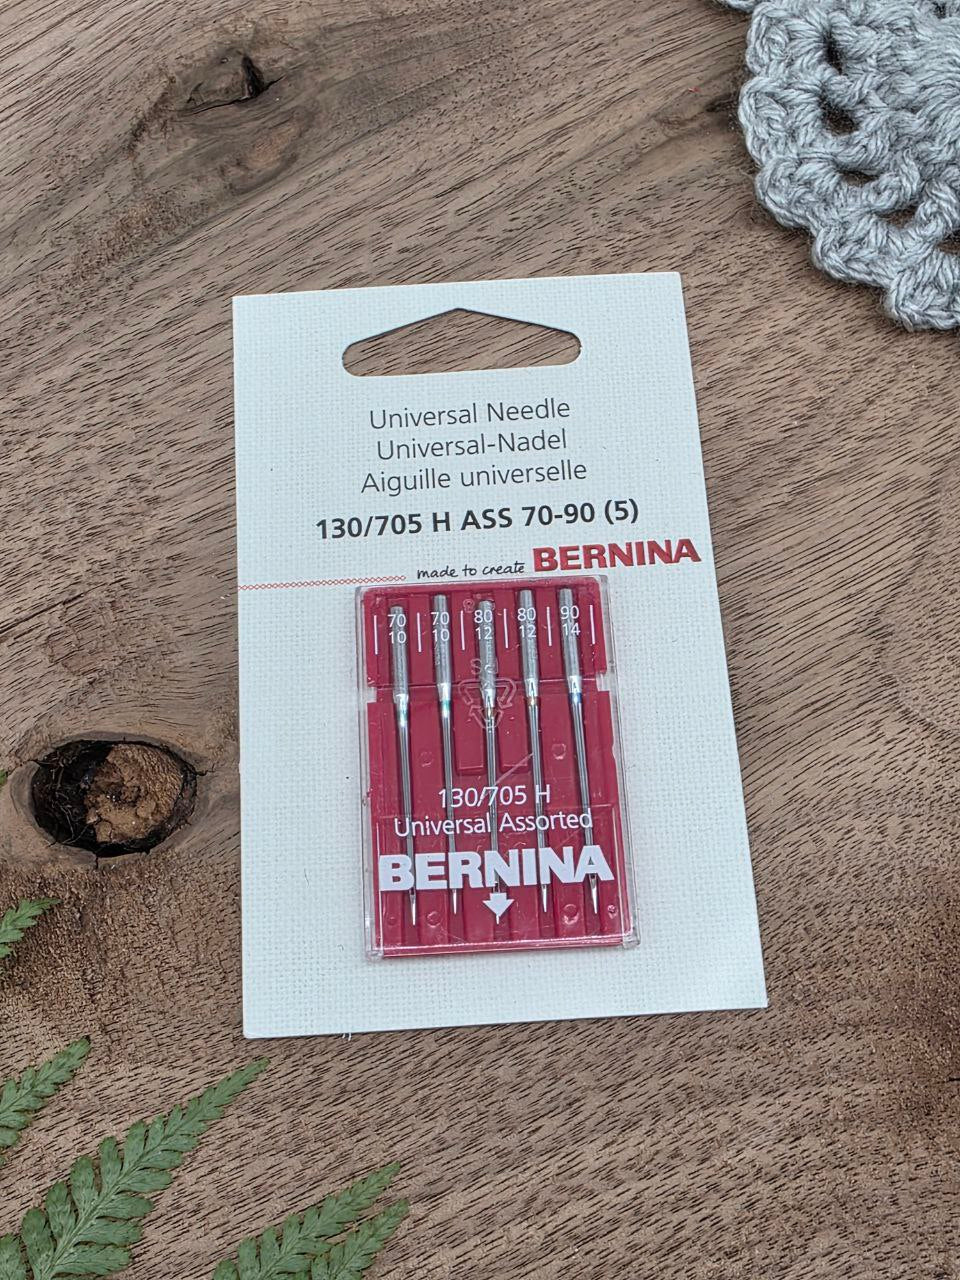 Universal Needle
Universal-Nadel
Aiguille universelle
130/705 H ASS 70-90 (5)
made to create BERNINA
70 70 80 80 90
10 10 12 12 14
130/705 H
Universal Assorted
BERNINA